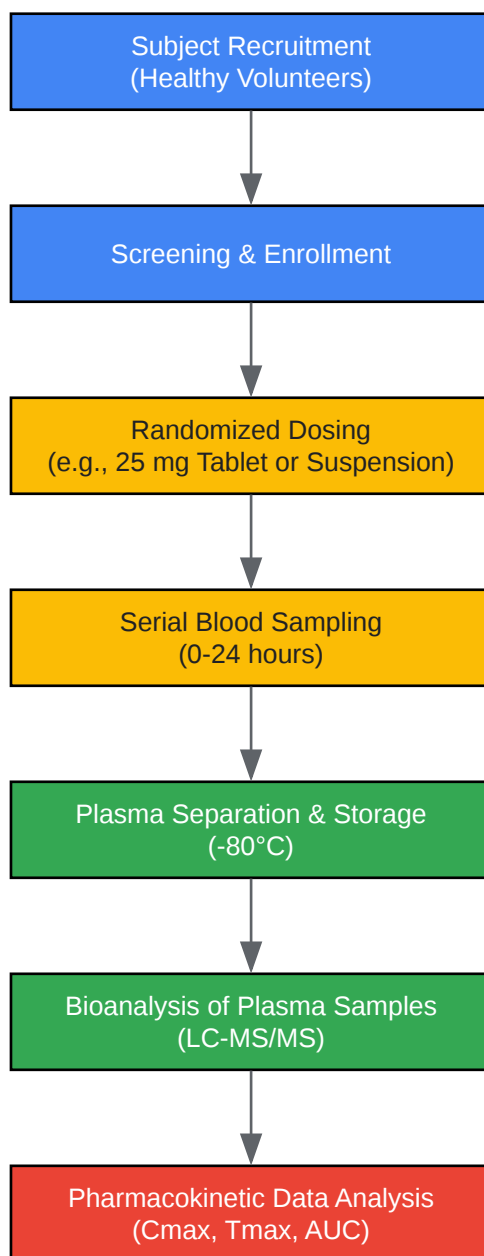 Subject Recruitment
(Healthy Volunteers)
Screening & Enrollment
Randomized Dosing
(e.g., 25 mg Tablet or Suspension)
Serial Blood Sampling
(0-24 hours)
Plasma Separation & Storage
(-80°C)
Bioanalysis of Plasma Samples
(LC-MS/MS)
Pharmacokinetic Data Analysis
(Cmax, Tmax, AUC)